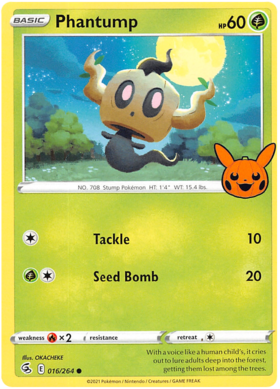 BASIC Phantump HP60
NO. 708 Stump Pokémon HT: 1'4" WT: 15.4 lbs.
Tackle 10
Seed Bomb 20
weakness ×2 resistance retreat
Illus. OKACHEKE
With a voice like a human child's, it cries
out to lure adults deep into the forest,
getting them lost among the trees.
E 016/264
©2021 Pokémon / Nintendo / Creatures / GAME FREAK